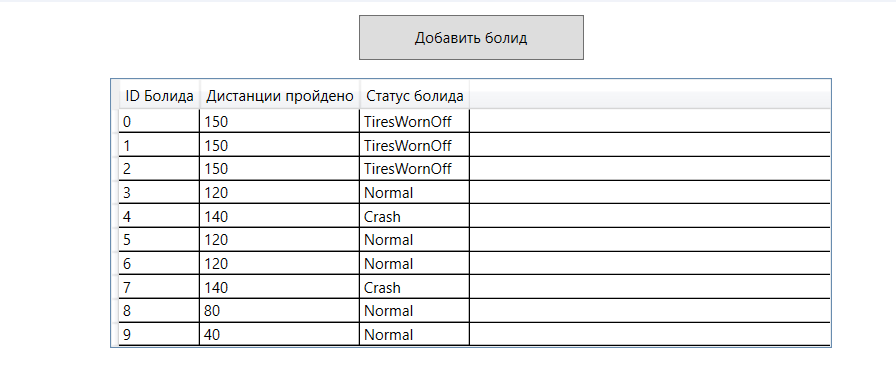 Добавить болид
ID Болида Дистанции пройдено Статус болида
0 150 TiresWornOff
1 150 TiresWornOff
2 150 TiresWornOff
3 120 Normal
4 140 Crash
5 120 Normal
6 120 Normal
7 140 Crash
8 80 Normal
9 40 Normal